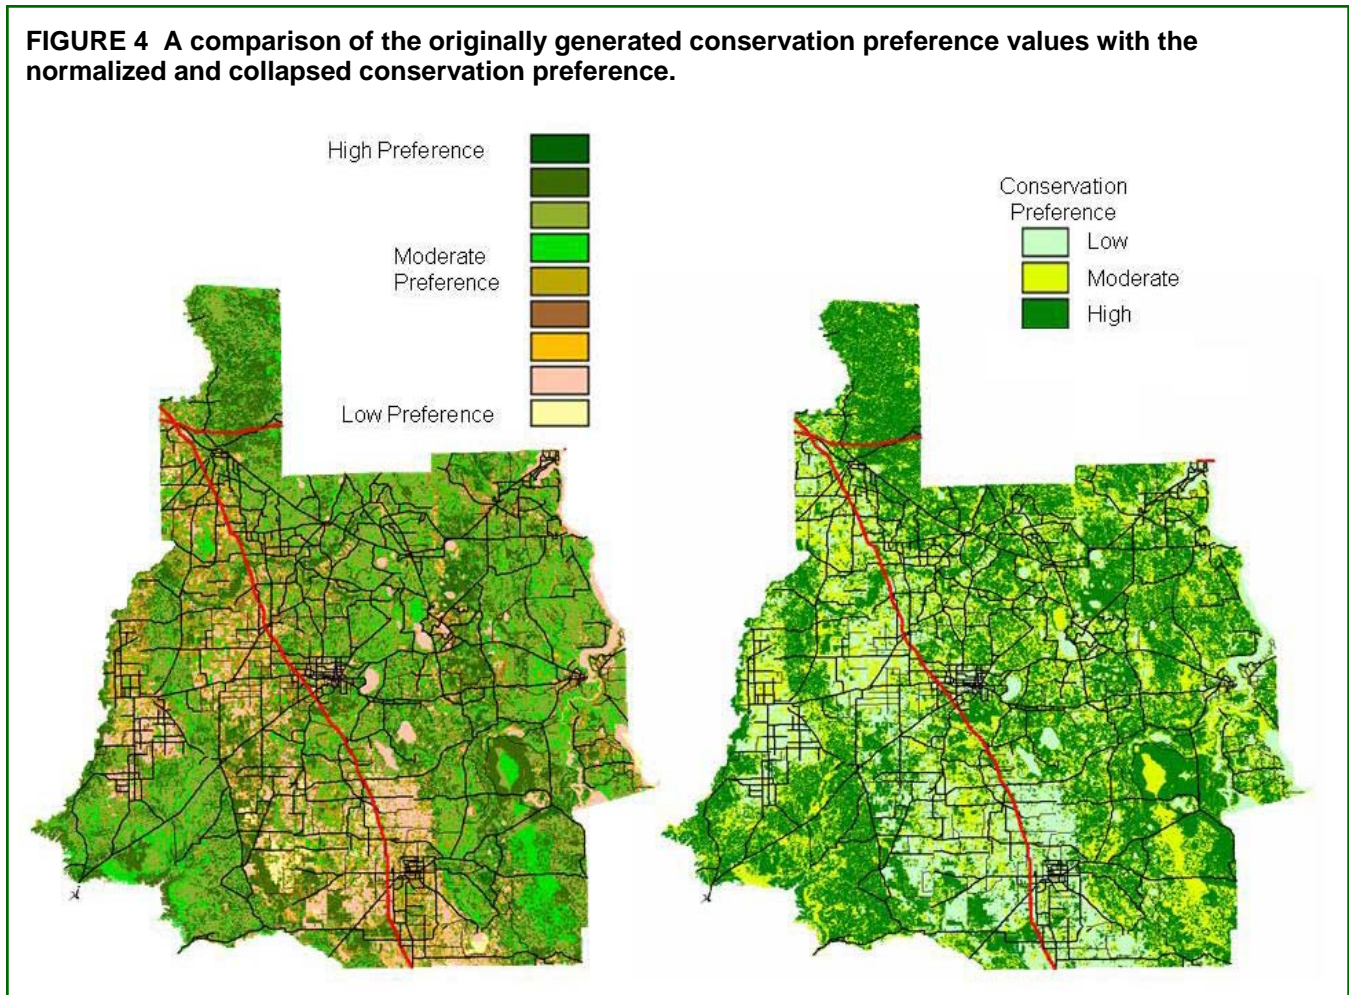 FIGURE 4  A comparison of the originally generated conservation preference values with the
normalized and collapsed conservation preference.
High Preference
Moderate
Preference
Low Preference
Conservation
Preference
Low
Moderate
High